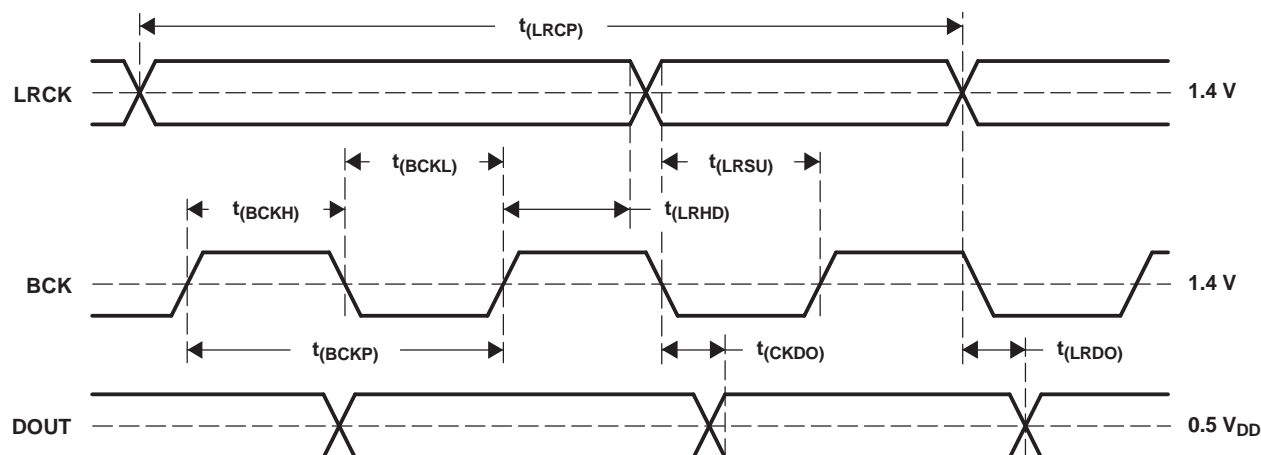 t(LRCP)
LRCK
1.4 V
t(BCKL)
t(LRSU)
t(BCKH)
t(LRHD)
BCK
1.4 V
t(BCKP)
t(CKDO)
t(LRDO)
DOUT
0.5 VDD